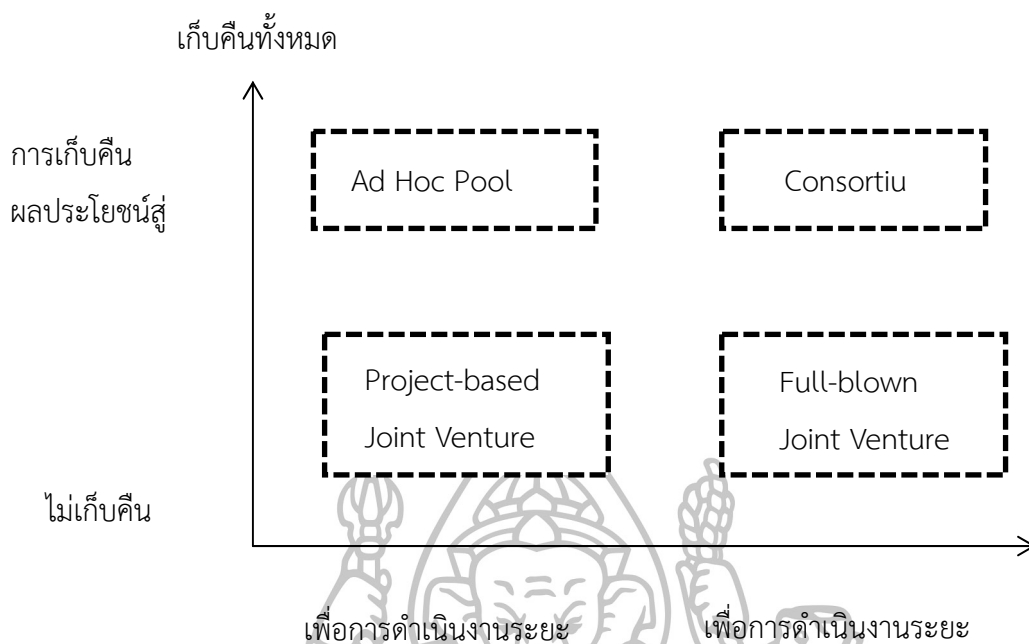 เก็บคืนทั้งหมด
การเก็บคืน
ผลประโยชน์สู่
Ad Hoc Pool
Consortiu
Project-based
Joint Venture
Full-blown
Joint Venture
ไม่เก็บคืน
เพื่อการดำเนินงานระยะ
เพื่อการดำเนินงานระยะ